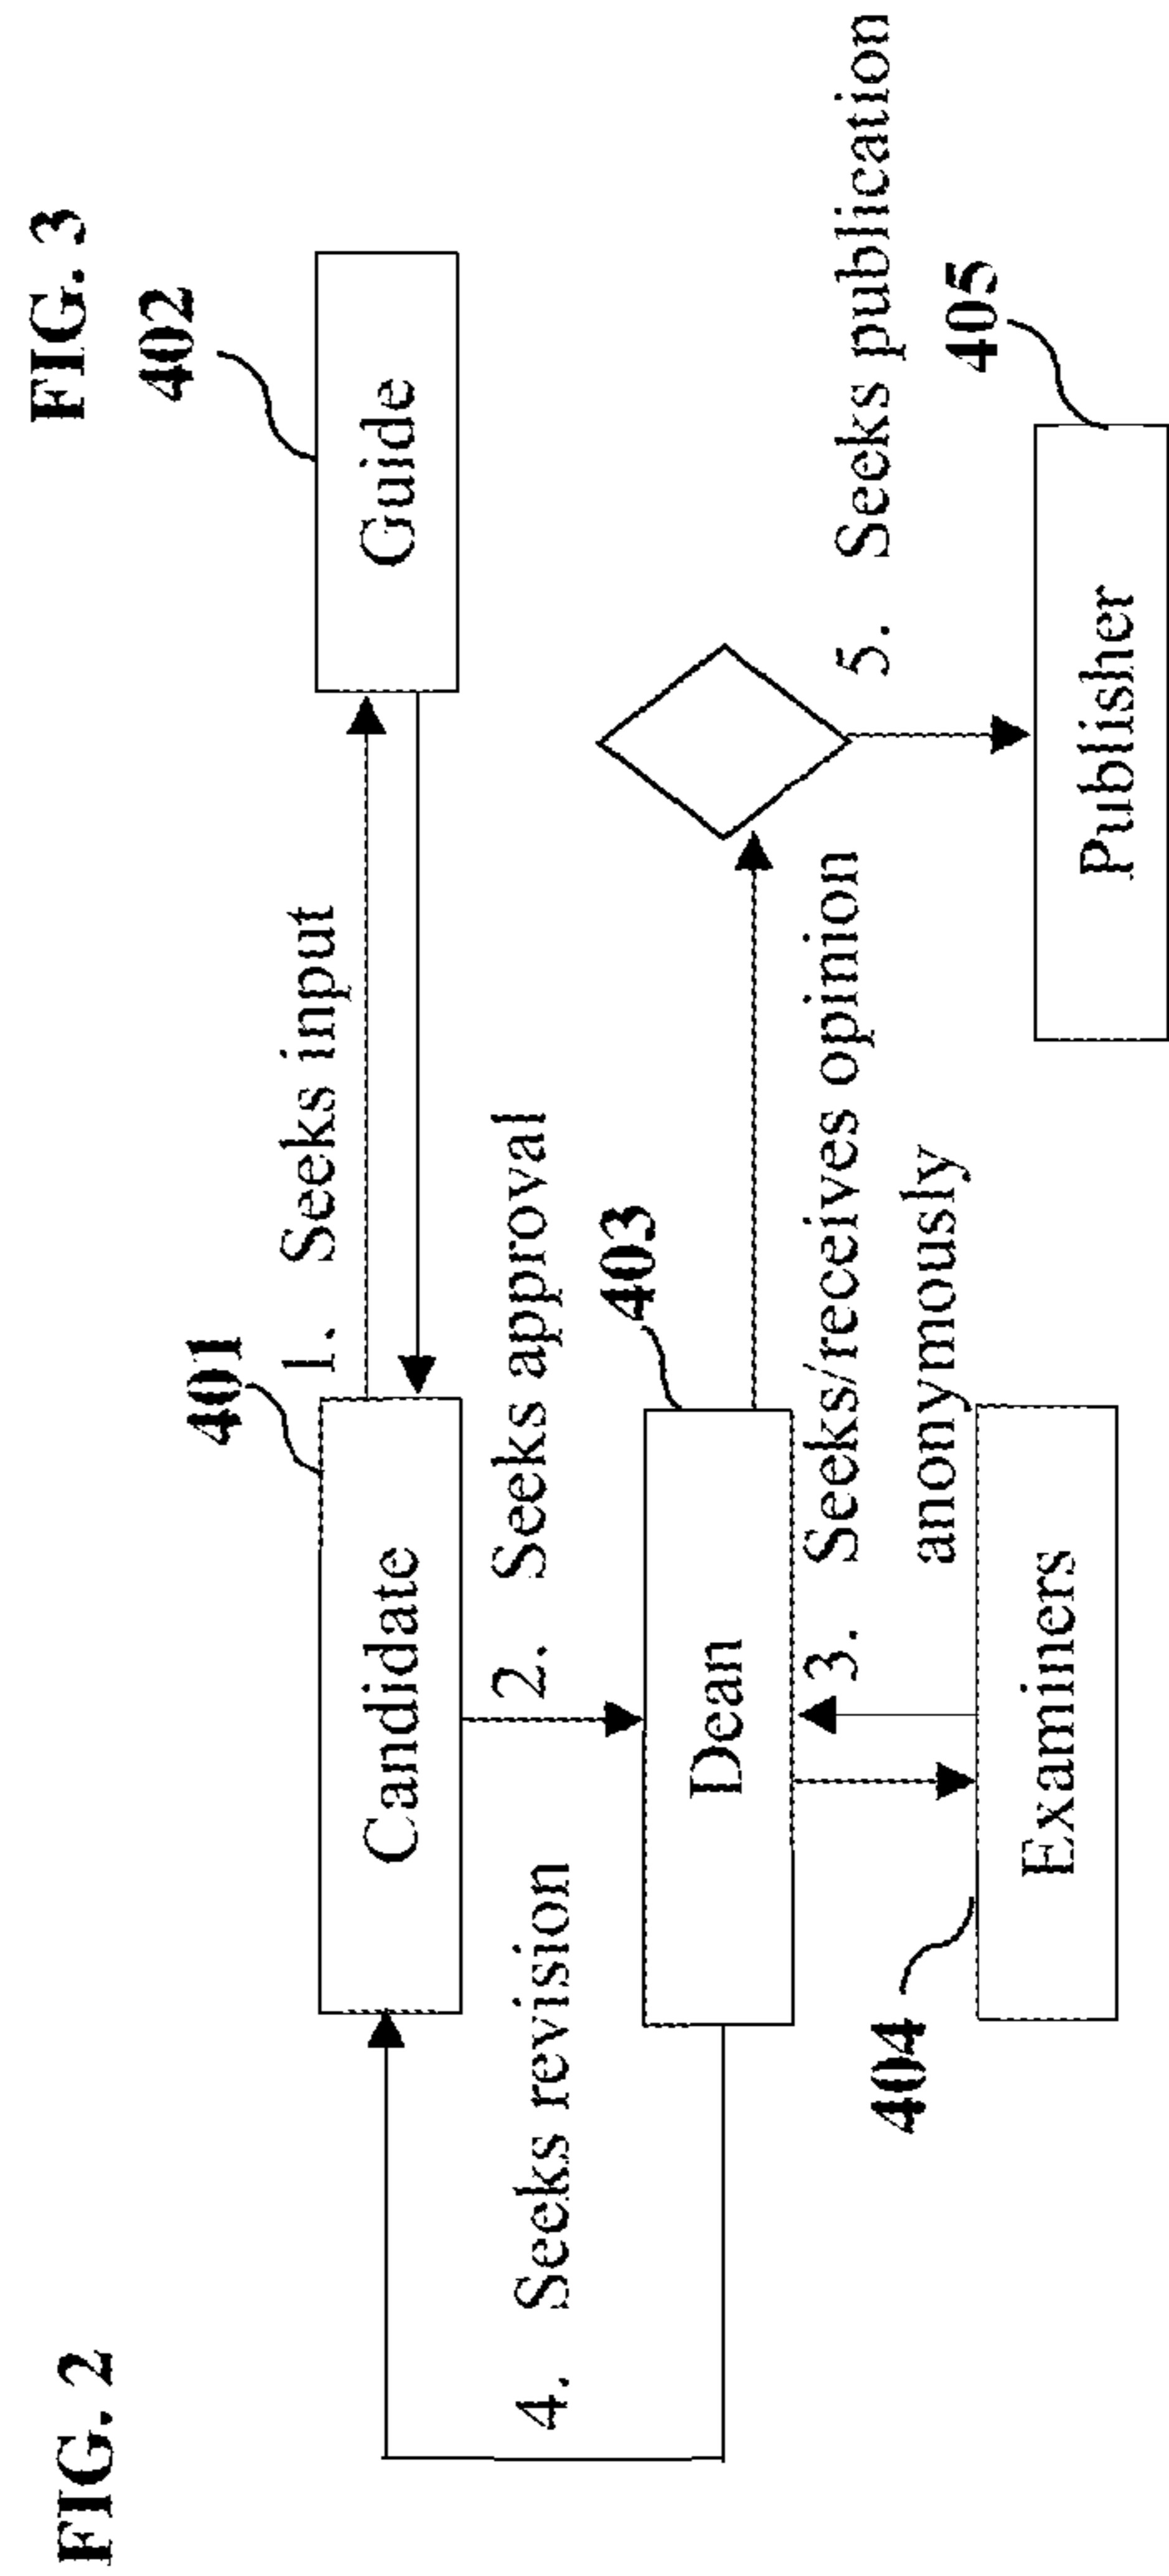 FIG. 2
FIG. 3
402
401
1. Seeks input
Candidate
Guide
4. Seeks revision
2. Seeks approval
403
Dean
3. Seeks/receives opinion
anonymously
5. Seeks publication
404
405
Examiners
Publisher